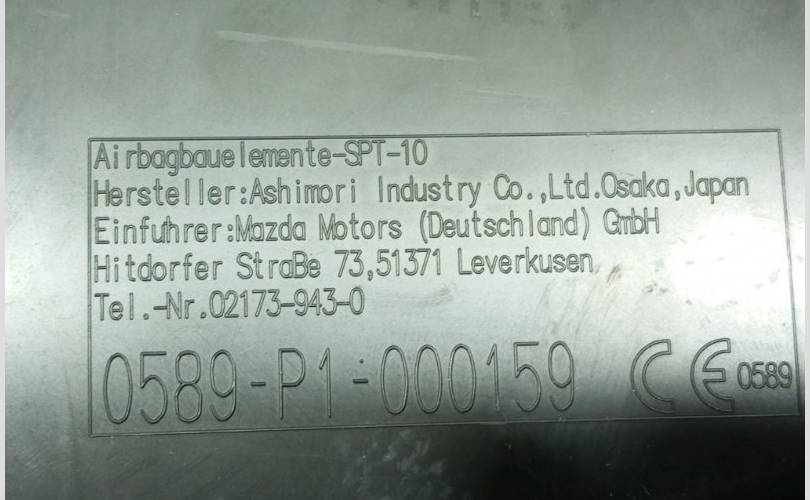 Airbagbauelemente-SPT-10
Hersteller:Ashimori Industry Co.,Ltd.Osaka,Japan
Einfuhrer:Mazda Motors (Deutschland) GmbH
Hitdorfer Straße 73,51371 Leverkusen
Tel.-Nr.02173-943-0
0589-P1-000159 CE 0589